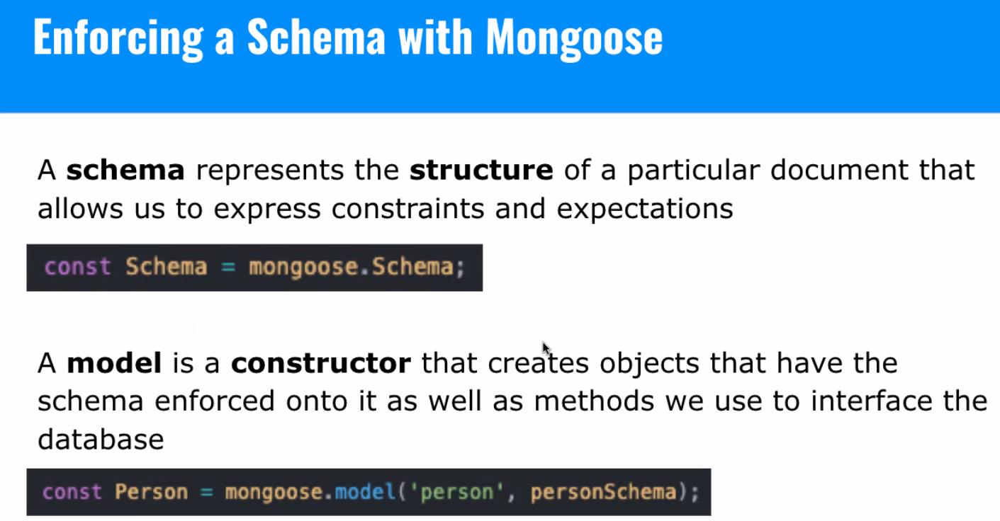 Enforcing a Schema with Mongoose
A schema represents the structure of a particular document that
allows us to express constraints and expectations
const Schema = mongoose.Schema;
A model is a constructor that creates objects that have the
schema enforced onto it as well as methods we use to interface the
database
const Person = mongoose.model('person', personSchema);